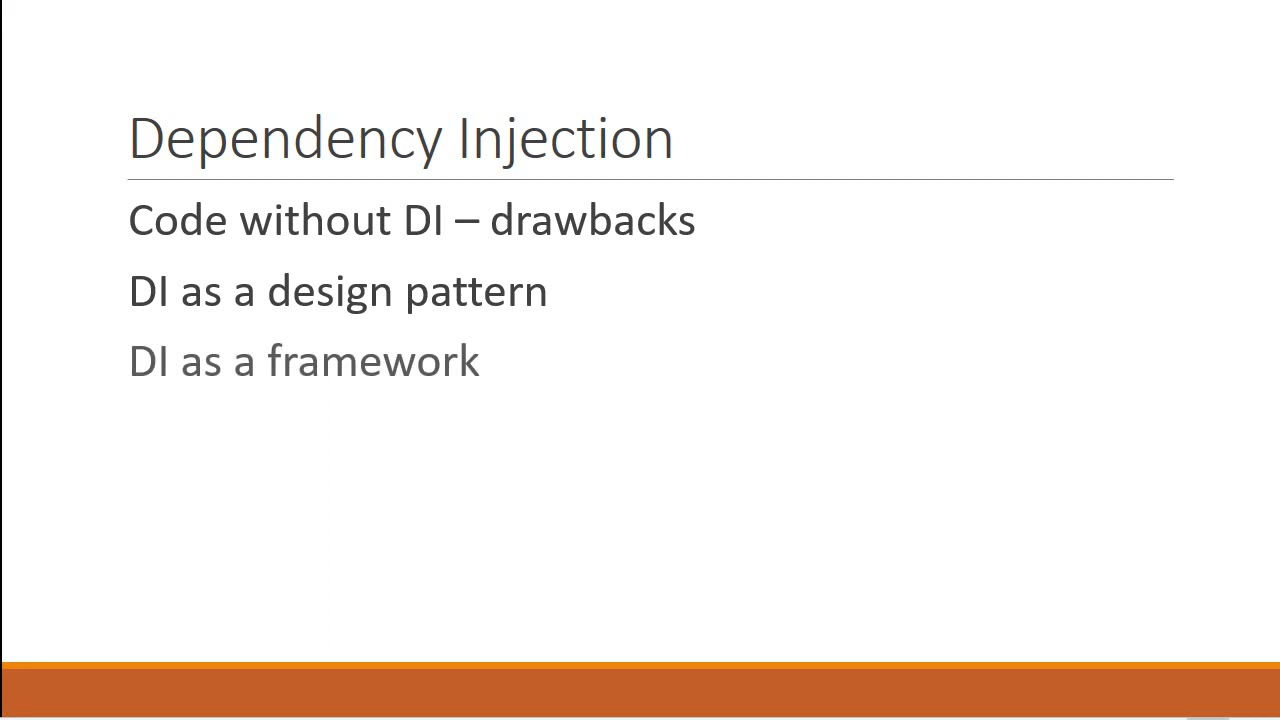 Dependency Injection
Code without DI – drawbacks
DI as a design pattern
DI as a framework